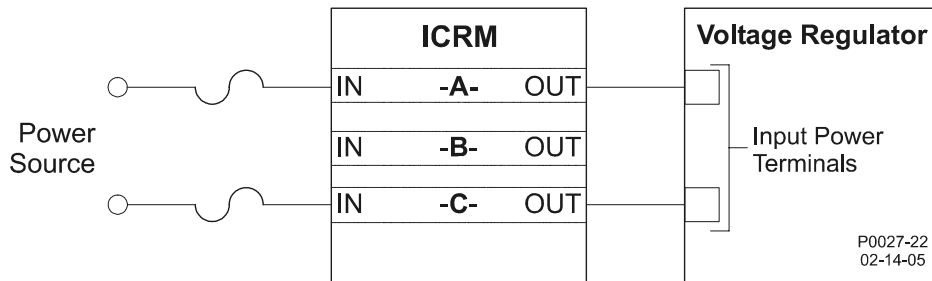 ICRM
Voltage Regulator
IN -A- OUT
Power
Source
IN -B- OUT
Input Power
Terminals
IN -C- OUT
P0027-22
02-14-05